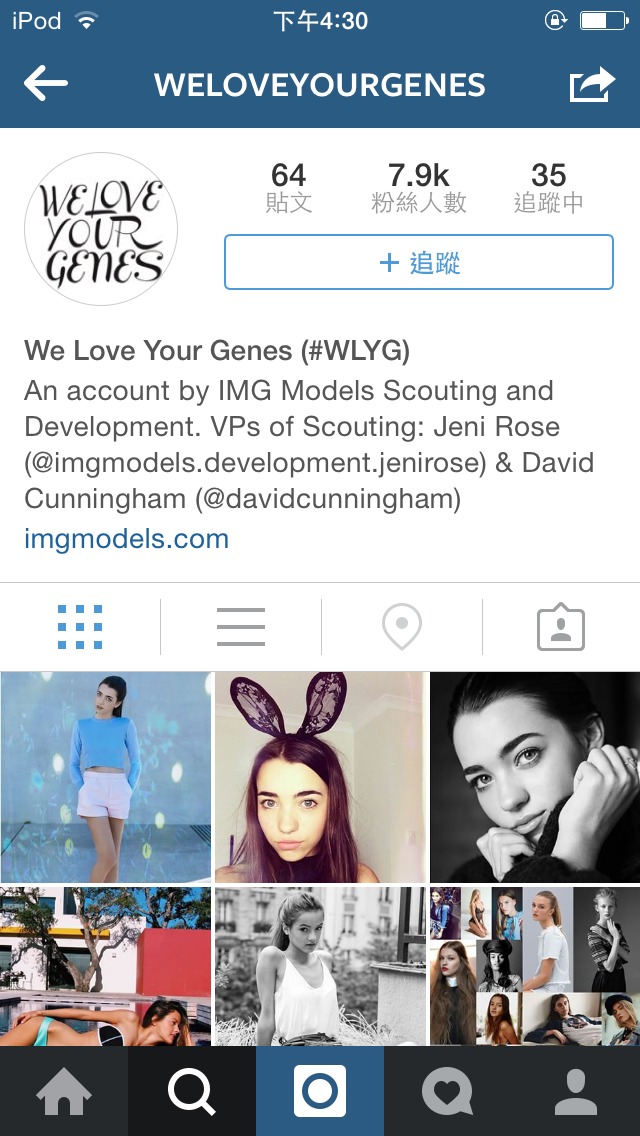 iPod 下午4:30
WELOVEYOURGENES
WE LOVE
YOUR
GENES
64 7.9k 35
貼文 粉絲人數 追蹤中
+ 追蹤
We Love Your Genes (#WLYG)
An account by IMG Models Scouting and
Development. VPs of Scouting: Jeni Rose
(@imgmodels.development.jenirose) & David
Cunningham (@davidcunningham)
imgmodels.com